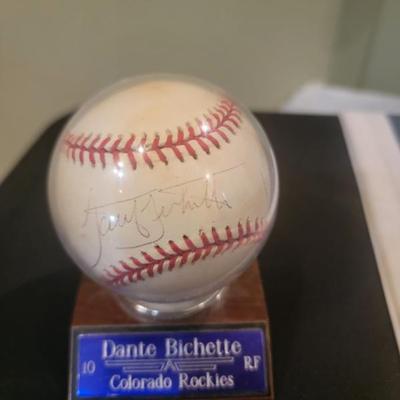 Dante Bichette
10 RF
Colorado Rockies